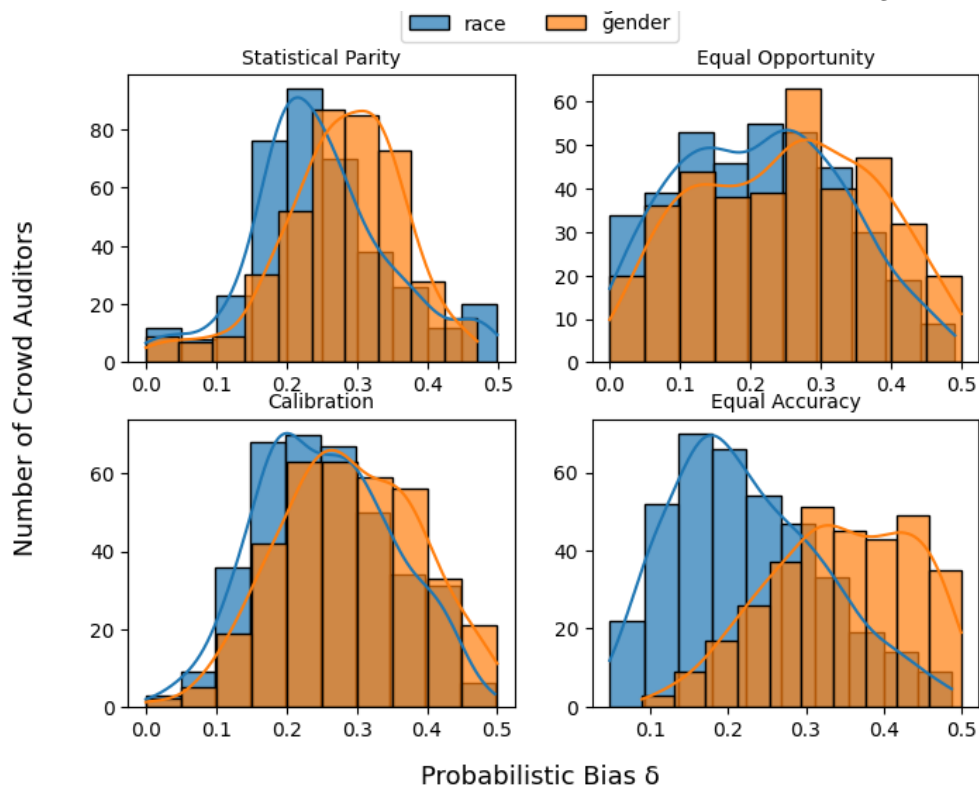 race gender
Statistical Parity
Equal Opportunity
Number of Crowd Auditors
80
60
40
20
0
0.0 0.1 0.2 0.3 0.4 0.5
60
50
40
30
20
10
0
0.0 0.1 0.2 0.3 0.4 0.5
Calibration
Equal Accuracy
60
40
20
0
0.0 0.1 0.2 0.3 0.4 0.5
60
40
20
0
0.1 0.2 0.3 0.4 0.5
Probabilistic Bias δ